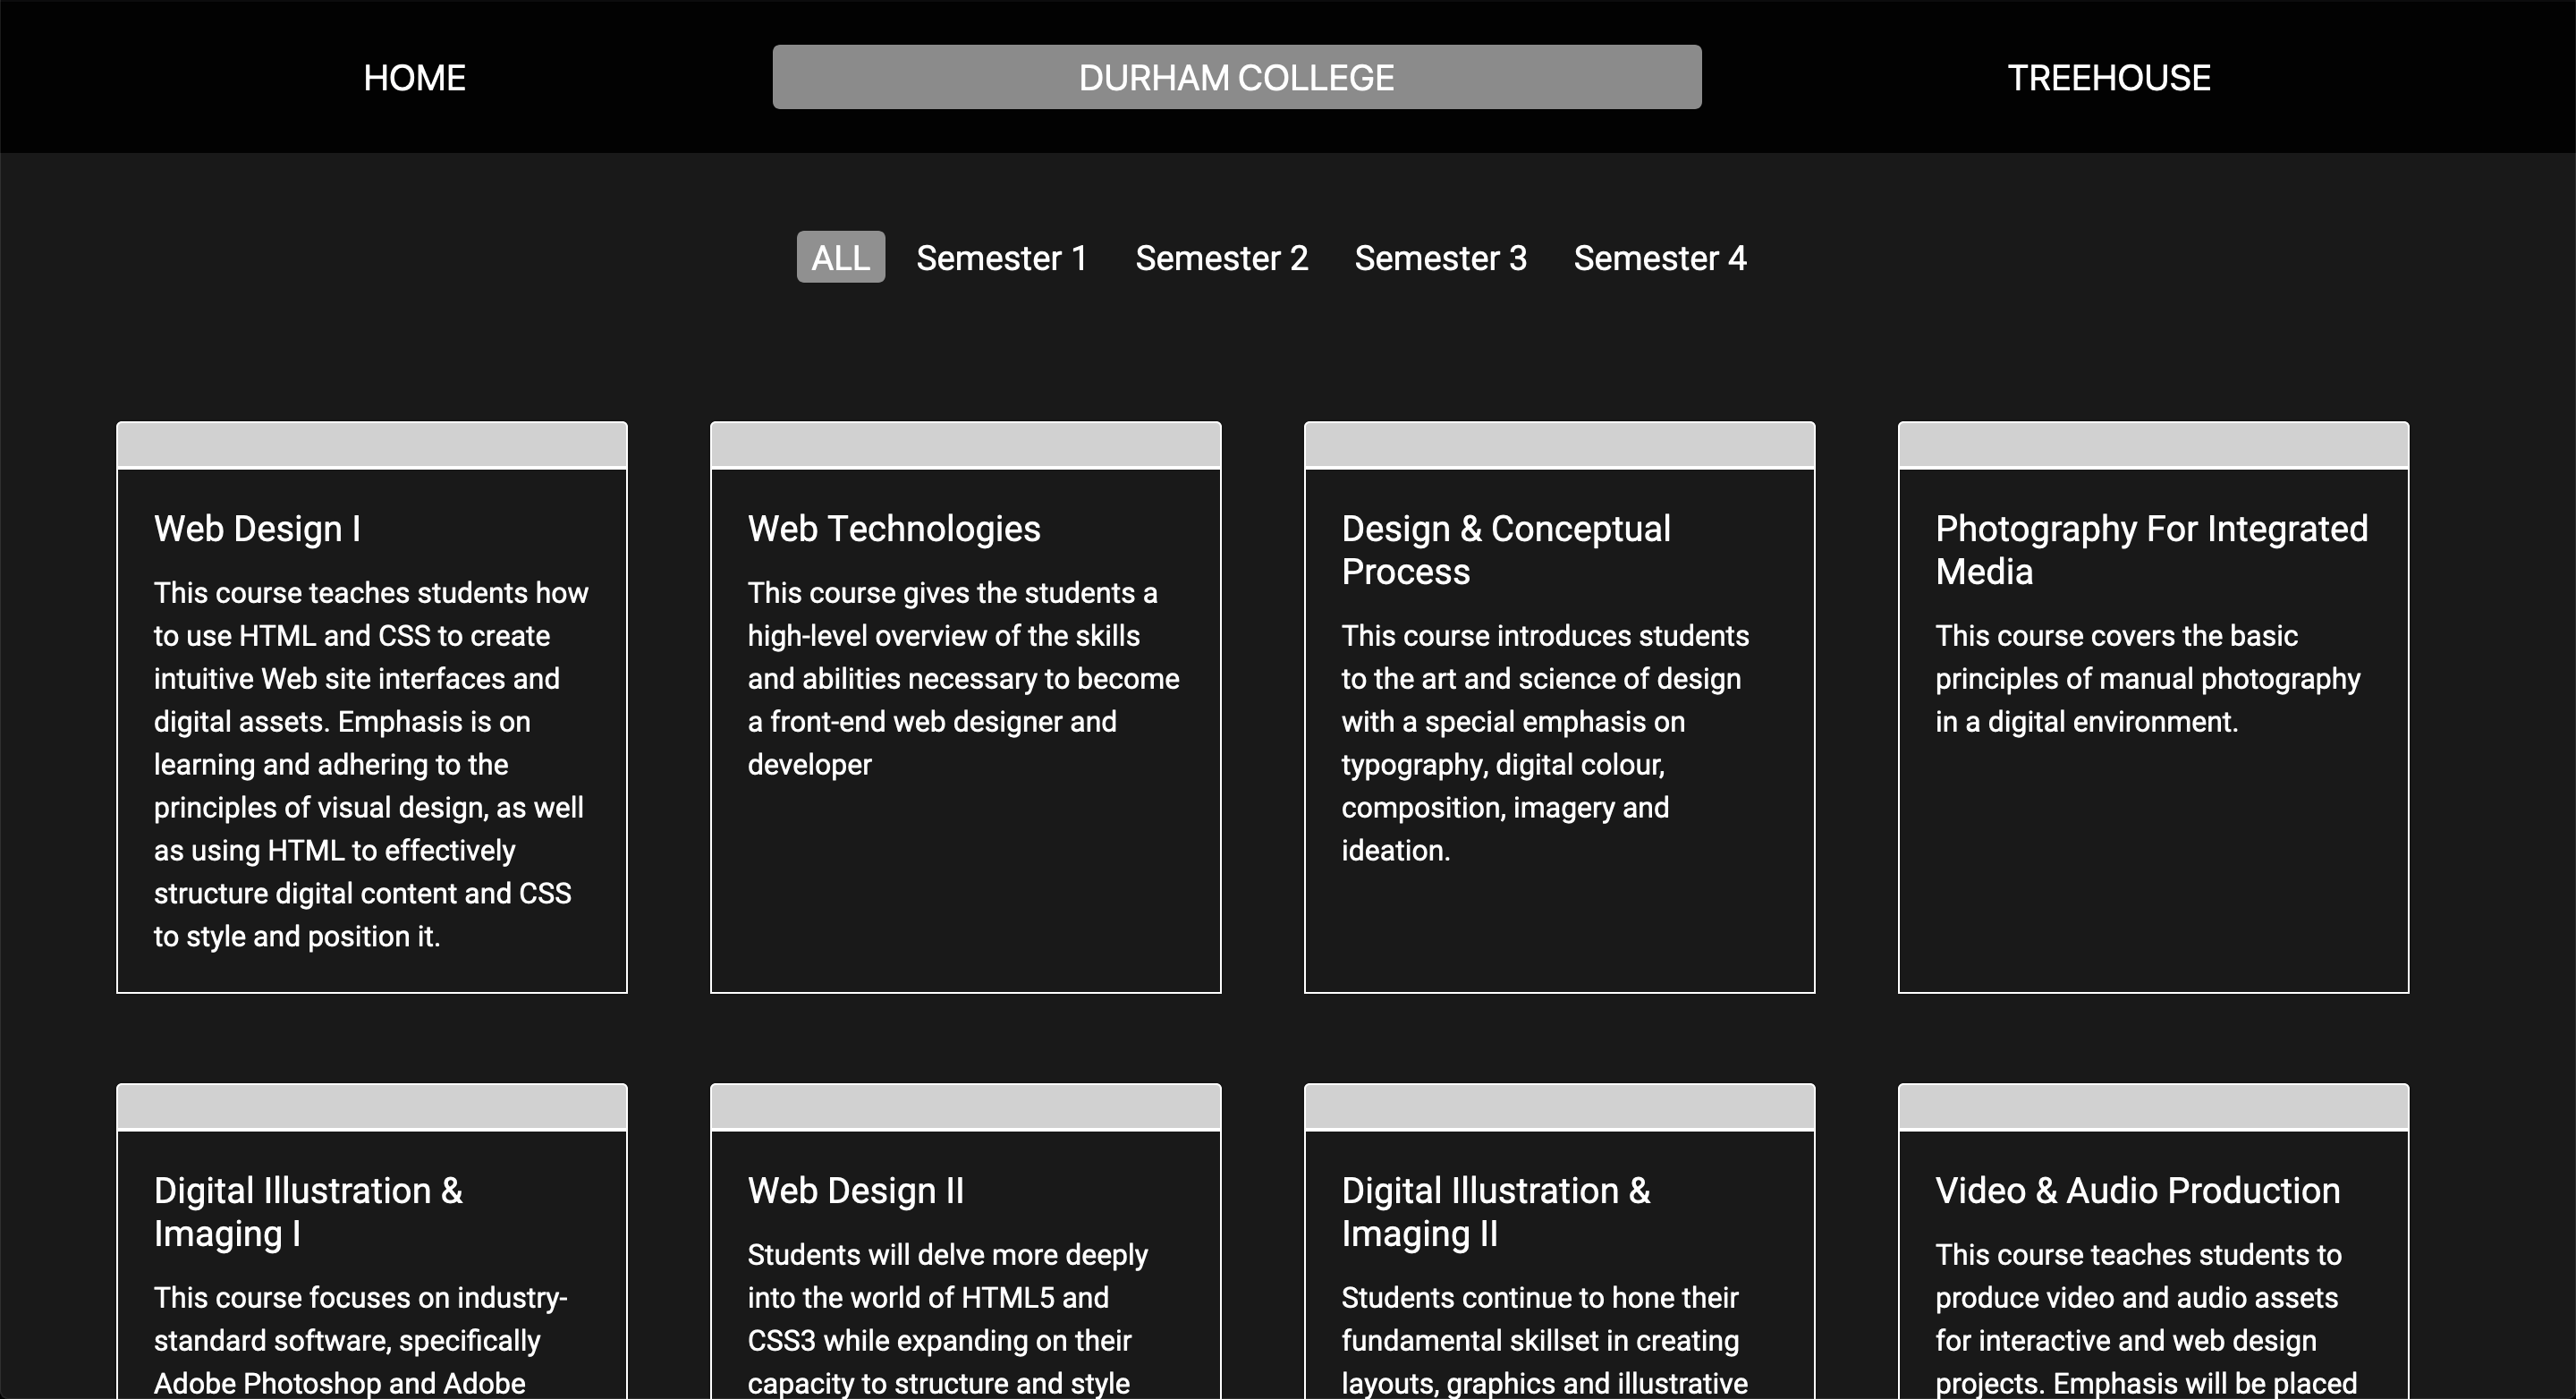 HOME
DURHAM COLLEGE
TREEHOUSE
ALL
Semester 1
Semester 2
Semester 3
Semester 4
Web Design I
This course teaches students how
to use HTML and CSS to create
intuitive Web site interfaces and
digital assets. Emphasis is on
learning and adhering to the
principles of visual design, as well
as using HTML to effectively
structure digital content and CSS
to style and position it.
Web Technologies
This course gives the students a
high-level overview of the skills
and abilities necessary to become
a front-end web designer and
developer
Design & Conceptual
Process
This course introduces students
to the art and science of design
with a special emphasis on
typography, digital colour,
composition, imagery and
ideation.
Photography For Integrated
Media
This course covers the basic
principles of manual photography
in a digital environment.
Digital Illustration &
Imaging I
This course focuses on industry-
standard software, specifically
Adobe Photoshop and Adobe
Web Design II
Students will delve more deeply
into the world of HTML5 and
CSS3 while expanding on their
capacity to structure and style
Digital Illustration &
Imaging II
Students continue to hone their
fundamental skillset in creating
layouts, graphics and illustrative
Video & Audio Production
This course teaches students to
produce video and audio assets
for interactive and web design
projects. Emphasis will be placed